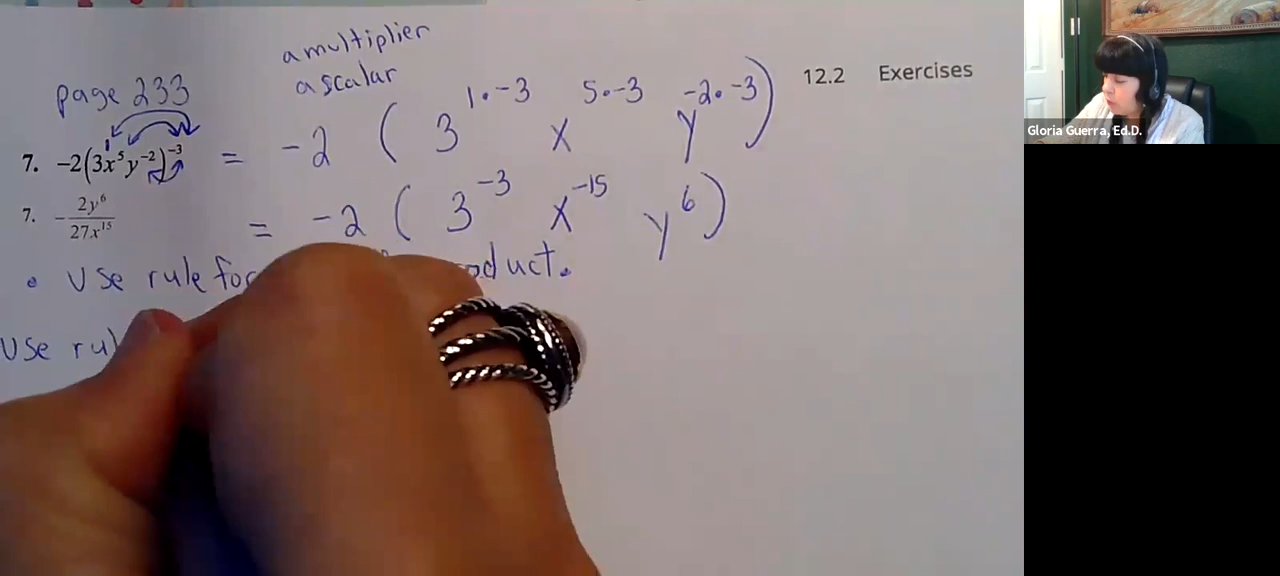 a multiplier
a scalar
page 233
12.2 Exercises
7. -2(3x⁵y⁻²)⁻³ = -2 ( 3^(1·-3) x^(5·-3) y^(-2·-3) )
7. -2y⁶/27x¹⁵
= -2 ( 3⁻³ x⁻¹⁵ y⁶ )
• Use rule for
Use
Gloria Guerra, Ed.D.